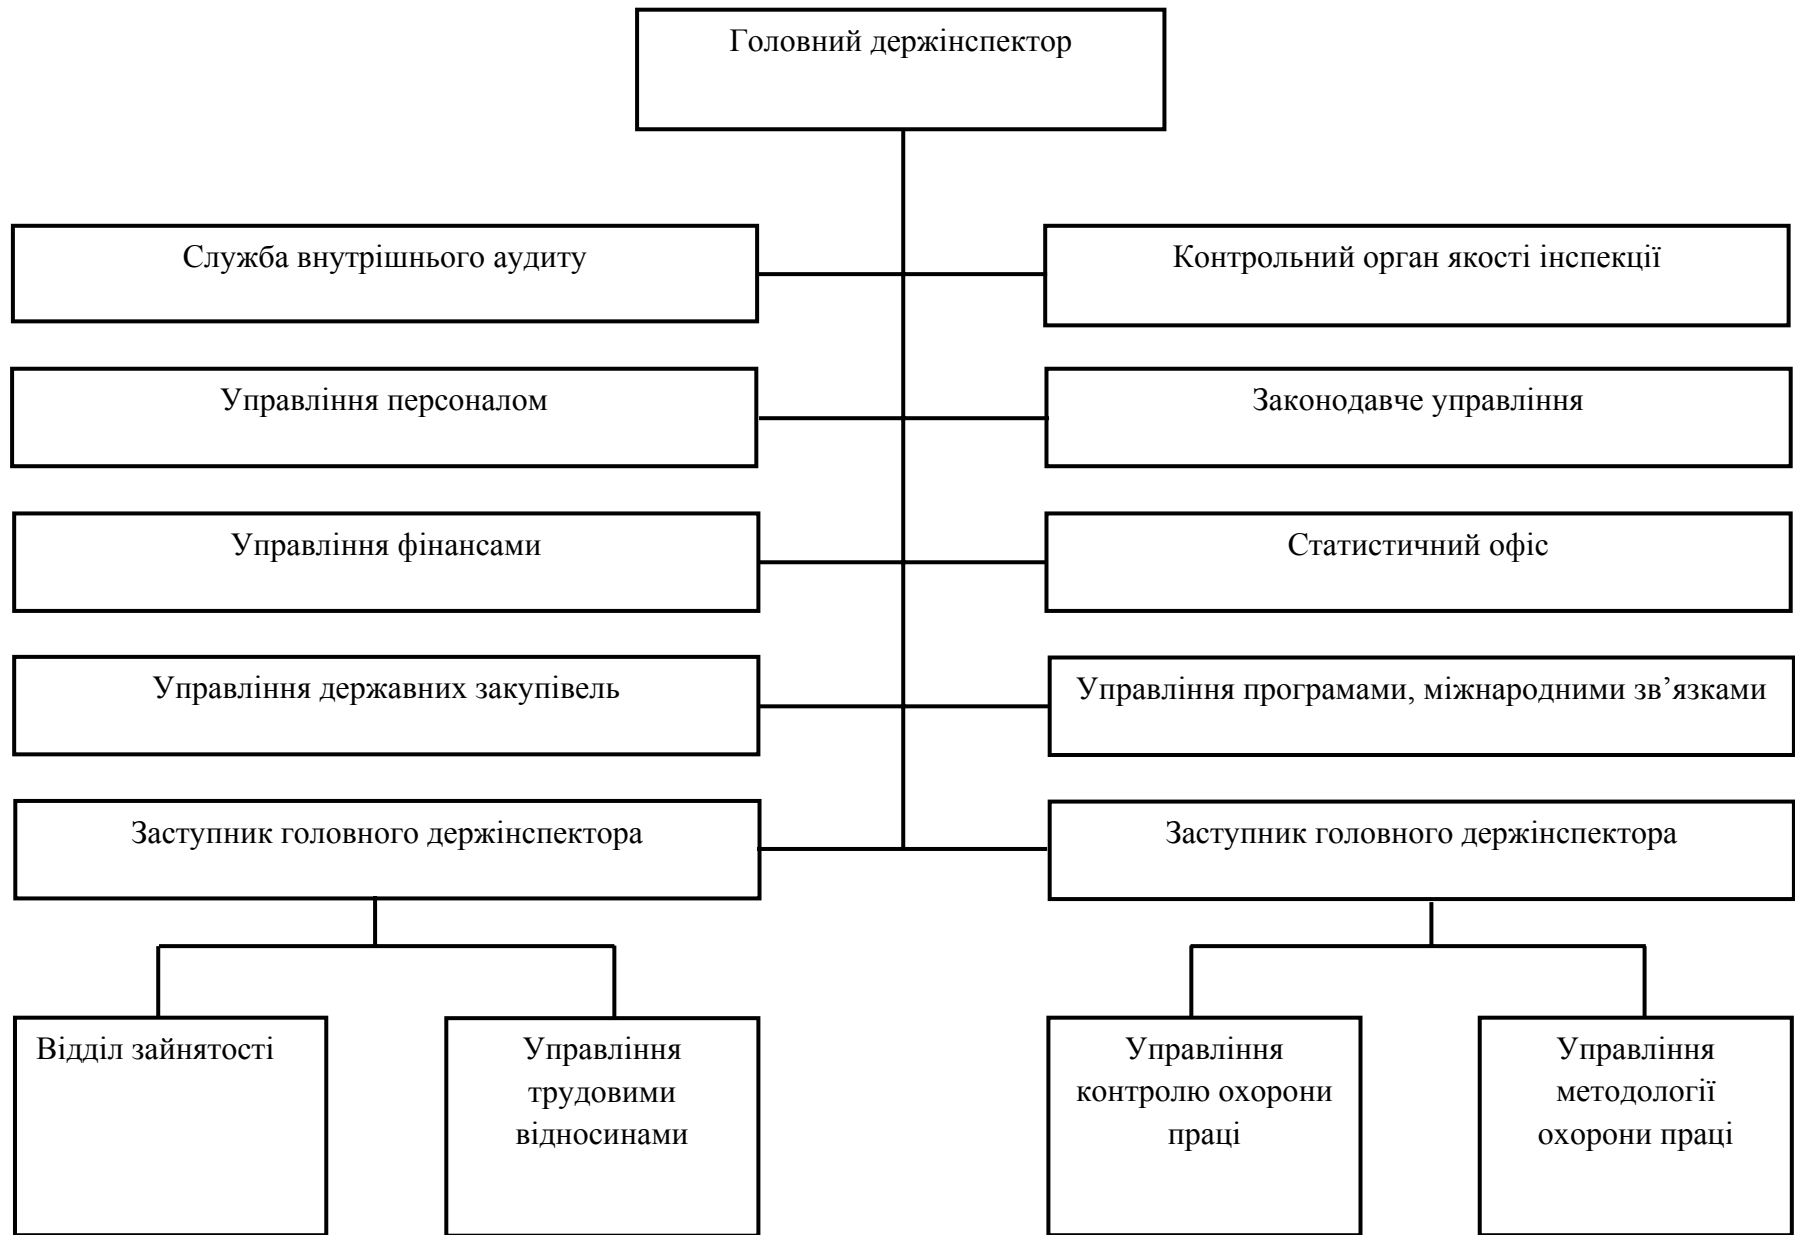 Головний держінспектор
Служба внутрішнього аудиту
Контрольний орган якості інспекції
Управління персоналом
Законодавче управління
Управління фінансами
Статистичний офіс
Управління державних закупівель
Управління програмами, міжнародними зв’язками
Заступник головного держінспектора
Заступник головного держінспектора
Відділ зайнятості
Управління
трудовими
відносинами
Управління
контролю охорони
праці
Управління
методології
охорони праці